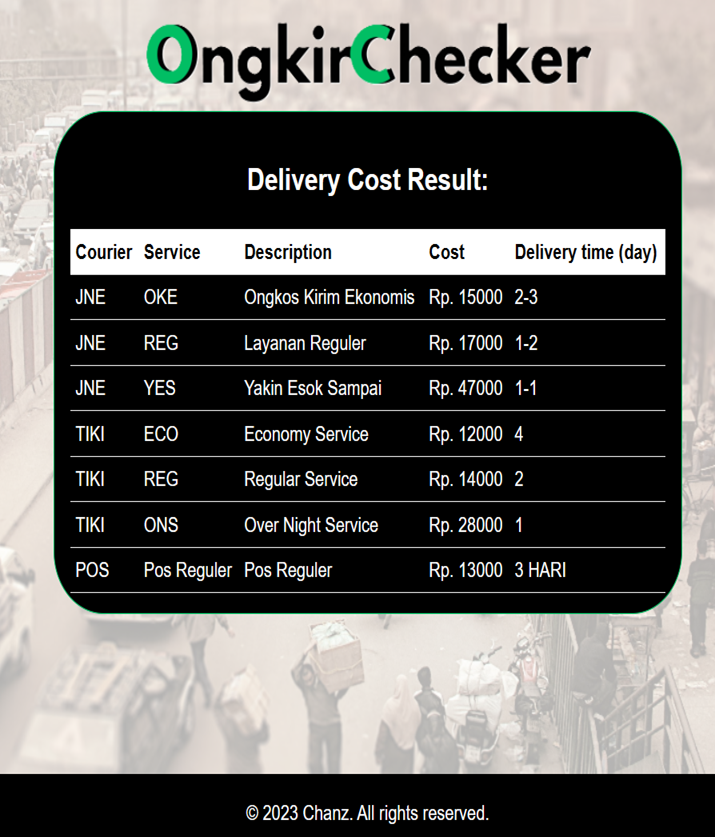 OngkirChecker
Delivery Cost Result:
Courier Service Description Cost Delivery time (day)
JNE OKE Ongkos Kirim Ekonomis Rp. 15000 2-3
JNE REG Layanan Reguler Rp. 17000 1-2
JNE YES Yakin Esok Sampai Rp. 47000 1-1
TIKI ECO Economy Service Rp. 12000 4
TIKI REG Regular Service Rp. 14000 2
TIKI ONS Over Night Service Rp. 28000 1
POS Pos Reguler Pos Reguler Rp. 13000 3 HARI
© 2023 Chanz. All rights reserved.